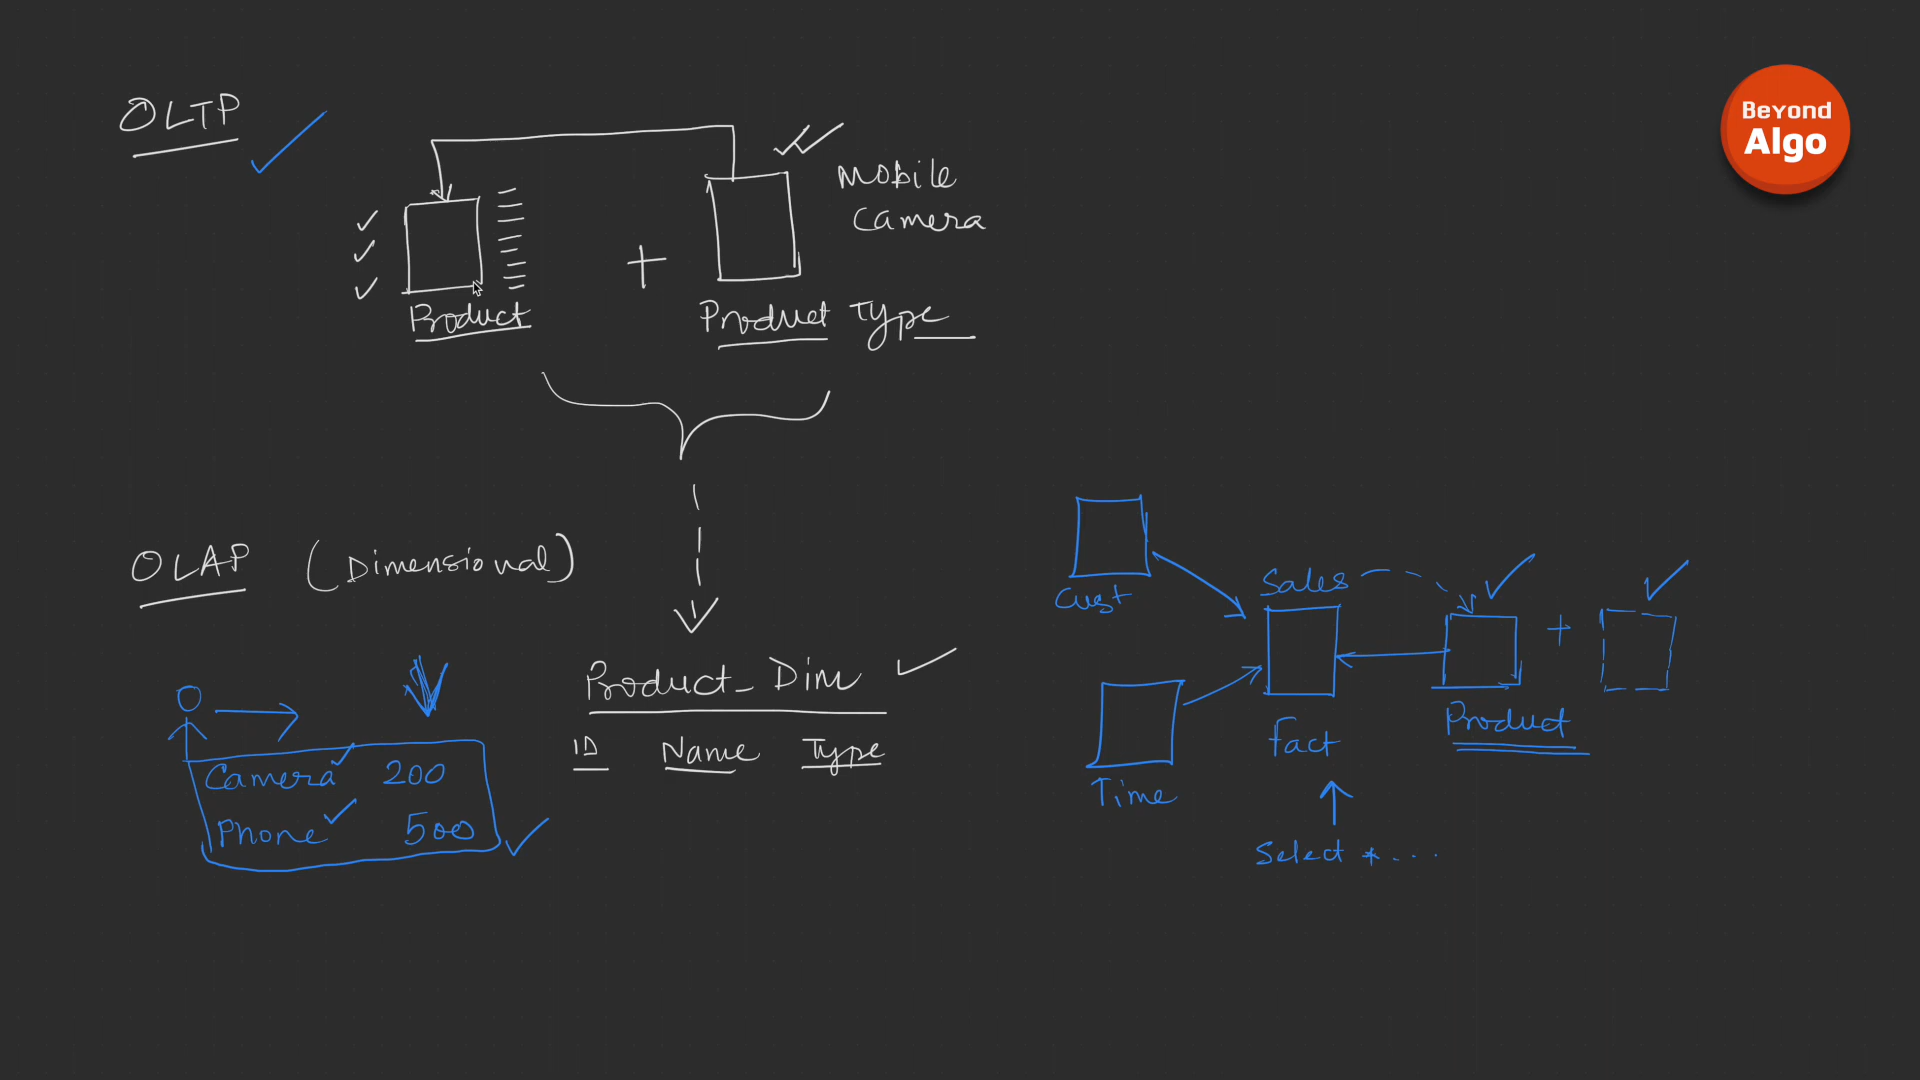 OLTP
Beyond
Algo
Mobile
Camera
Product
+
Product Type
OLAP (Dimensional)
Product_Dim
ID Name Type
Camera 200
Phone 500
Cust
Sales
+
Product
Fact
Time
Select * ....